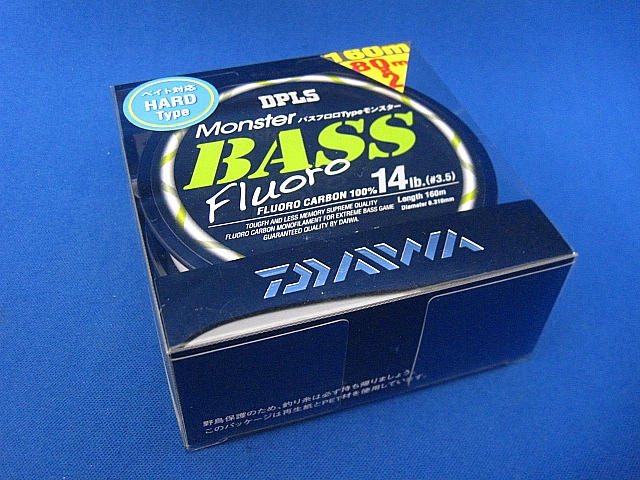 160m
80m
2
ベイト対応
HARD
Type
DPLS
Monster バスフロロTypeモンスター
BASS
Fluoro
FLUORO CARBON 100% 14lb.(#3.5)
Length 160m
Diameter 0.310mm
TOUGFH AND LESS MEMORY SUPREME QUALITY
FLUORO CARBON MONOFILAMENT FOR EXTREME BASS GAME
GUARANTEED QUALITY BY DAIWA.
DAIWA
野鳥保護のため、釣り糸は必ず持ち帰りましょう。
このパッケージは再生紙とPET材を使用しています。